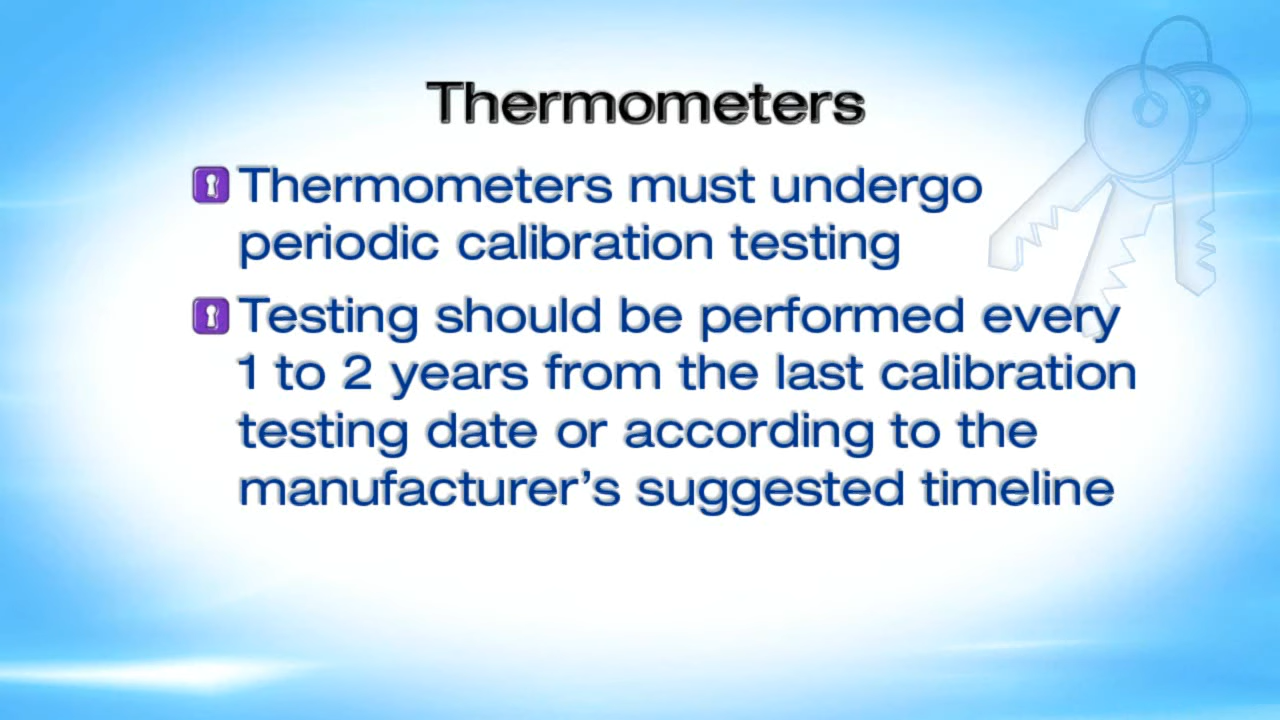 Thermometers
Thermometers must undergo
periodic calibration testing
Testing should be performed every
1 to 2 years from the last calibration
testing date or according to the
manufacturer’s suggested timeline